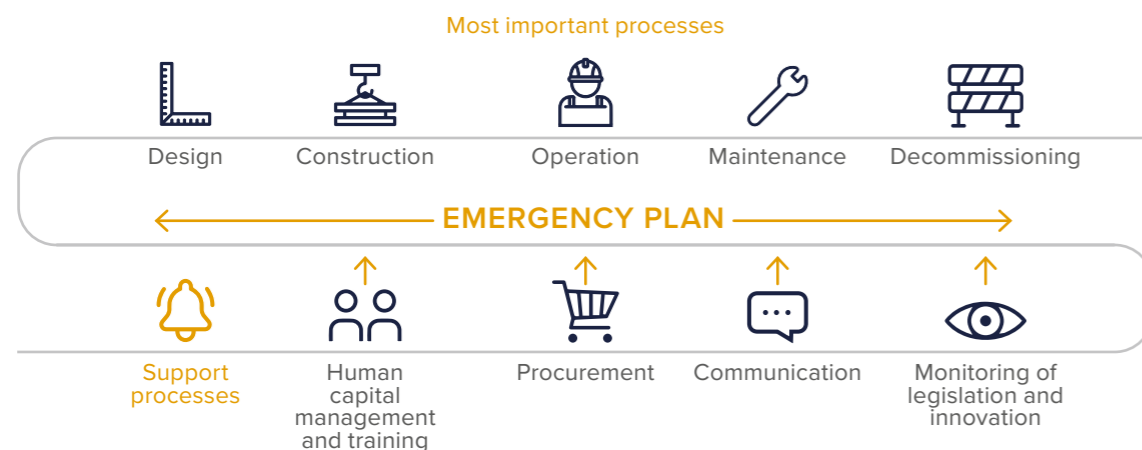 Most important processes
Design
Construction
Operation
Maintenance
Decommissioning
EMERGENCY PLAN
Support
processes
Human
capital
management
and training
Procurement
Communication
Monitoring of
legislation and
innovation